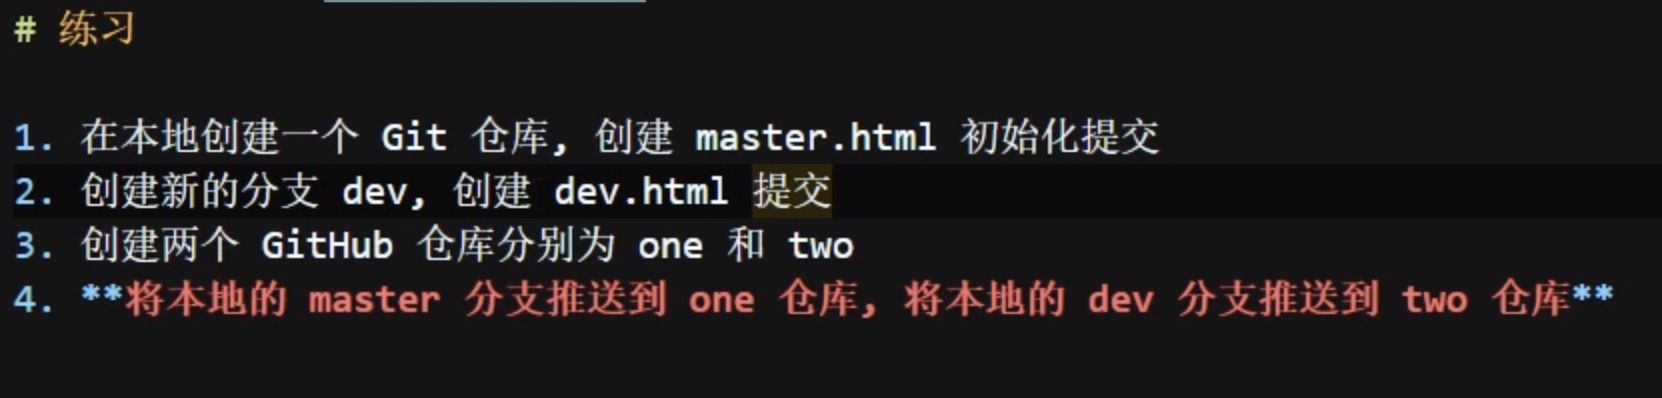 # 练习
1. 在本地创建一个 Git 仓库, 创建 master.html 初始化提交
2. 创建新的分支 dev, 创建 dev.html 提交
3. 创建两个 GitHub 仓库分别为 one 和 two
4. **将本地的 master 分支推送到 one 仓库, 将本地的 dev 分支推送到 two 仓库**